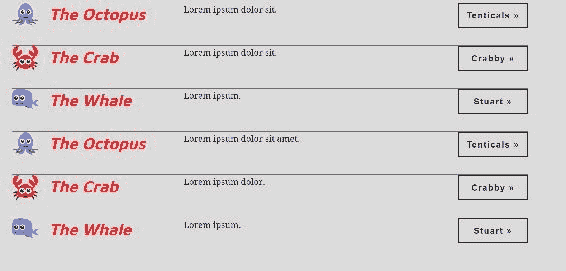 The Octopus Lorem ipsum dolor sit. Tenticals »
The Crab Lorem ipsum dolor sit. Crabby »
The Whale Lorem ipsum. Stuart »
The Octopus Lorem ipsum dolor sit amet. Tenticals »
The Crab Lorem ipsum dolor. Crabby »
The Whale Lorem ipsum. Stuart »